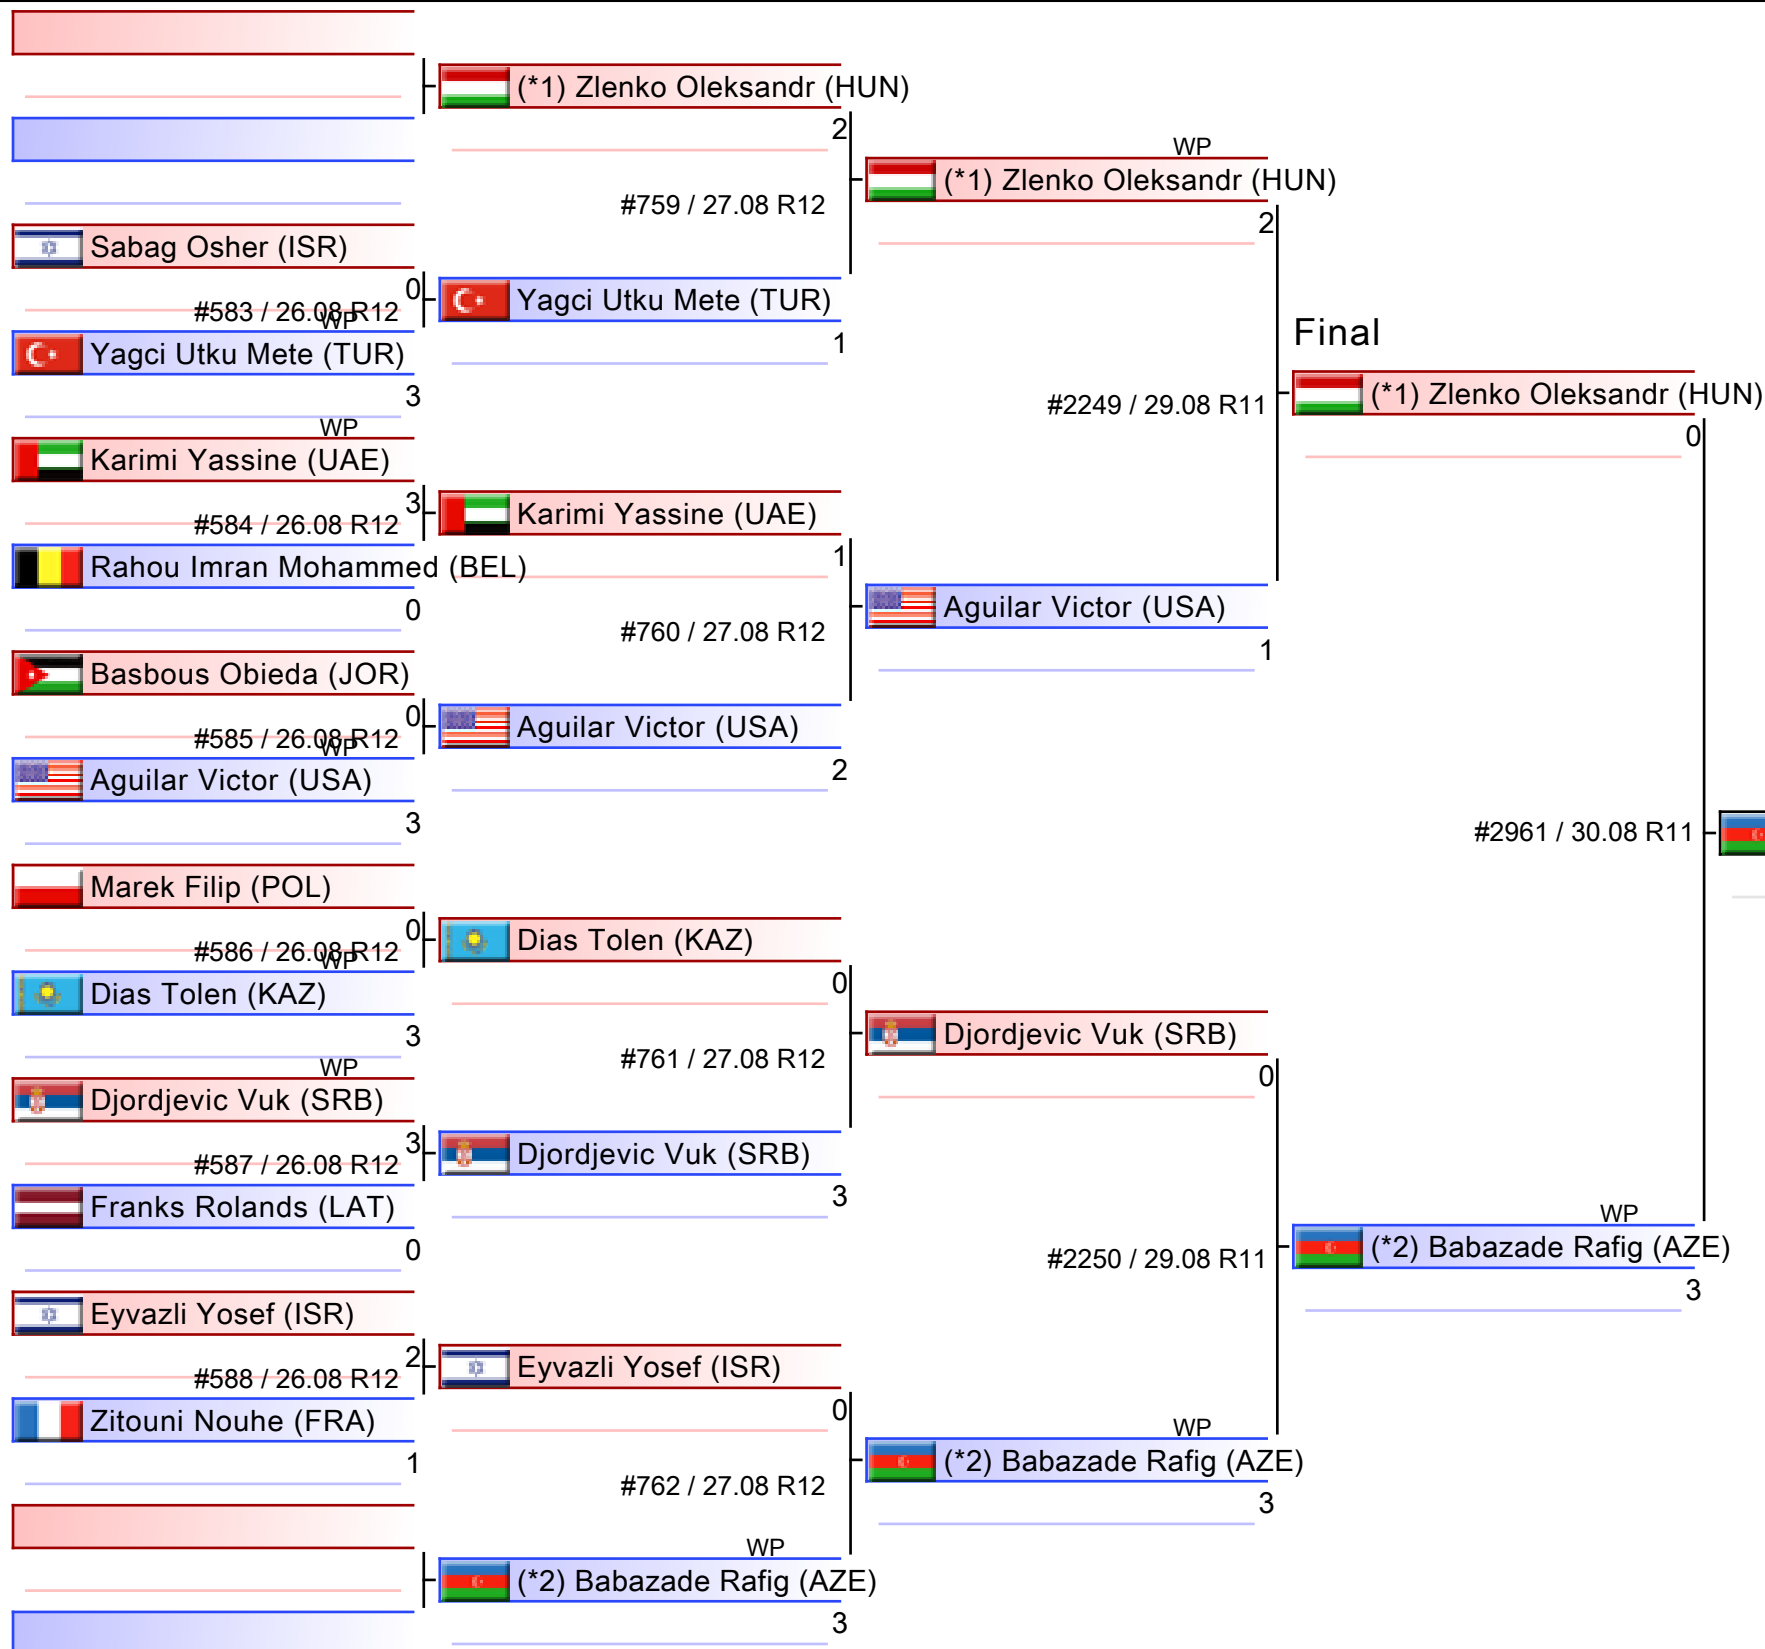 (*1) Zlenko Oleksandr (HUN)
2
#759 / 27.08 R12
Sabag Osher (ISR)
0
#583 / 26.08 R12
WP
Yagci Utku Mete (TUR)
3
Yagci Utku Mete (TUR)
1
WP
Karimi Yassine (UAE)
3
#584 / 26.08 R12
Rahou Imran Mohammed (BEL)
0
Karimi Yassine (UAE)
1
#760 / 27.08 R12
Basbous Obieda (JOR)
0
#585 / 26.08 R12
WP
Aguilar Victor (USA)
3
Aguilar Victor (USA)
2
Marek Filip (POL)
0
#586 / 26.08 R12
WP
Dias Tolen (KAZ)
3
Dias Tolen (KAZ)
0
#761 / 27.08 R12
WP
Djordjevic Vuk (SRB)
3
#587 / 26.08 R12
Franks Rolands (LAT)
0
Djordjevic Vuk (SRB)
3
Eyvazli Yosef (ISR)
2
#588 / 26.08 R12
Zitouni Nouhe (FRA)
1
Eyvazli Yosef (ISR)
0
#762 / 27.08 R12
WP
(*2) Babazade Rafig (AZE)
3
WP
(*1) Zlenko Oleksandr (HUN)
2
#2249 / 29.08 R11
Aguilar Victor (USA)
1
Djordjevic Vuk (SRB)
0
#2250 / 29.08 R11
WP
(*2) Babazade Rafig (AZE)
3
Final
(*1) Zlenko Oleksandr (HUN)
0
#2961 / 30.08 R11
WP
(*2) Babazade Rafig (AZE)
3